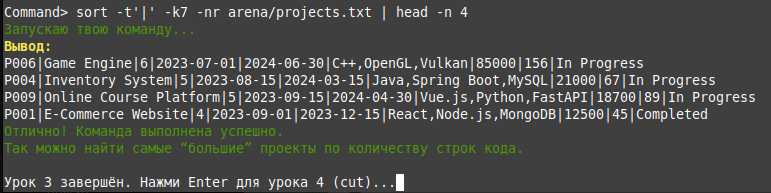 Command> sort -t'|' -k7 -nr arena/projects.txt | head -n 4
Запускаю твою команду...
Вывод:
P006|Game Engine|6|2023-07-01|2024-06-30|C++,OpenGL,Vulkan|85000|156|In Progress
P004|Inventory System|5|2023-08-15|2024-03-15|Java,Spring Boot,MySQL|21000|67|In Progress
P009|Online Course Platform|5|2023-09-15|2024-04-30|Vue.js,Python,FastAPI|18700|89|In Progress
P001|E-Commerce Website|4|2023-09-01|2023-12-15|React,Node.js,MongoDB|12500|45|Completed
Отлично! Команда выполнена успешно.
Так можно найти самые “большие” проекты по количеству строк кода.
Урок 3 завершён. Нажми Enter для урока 4 (cut)...